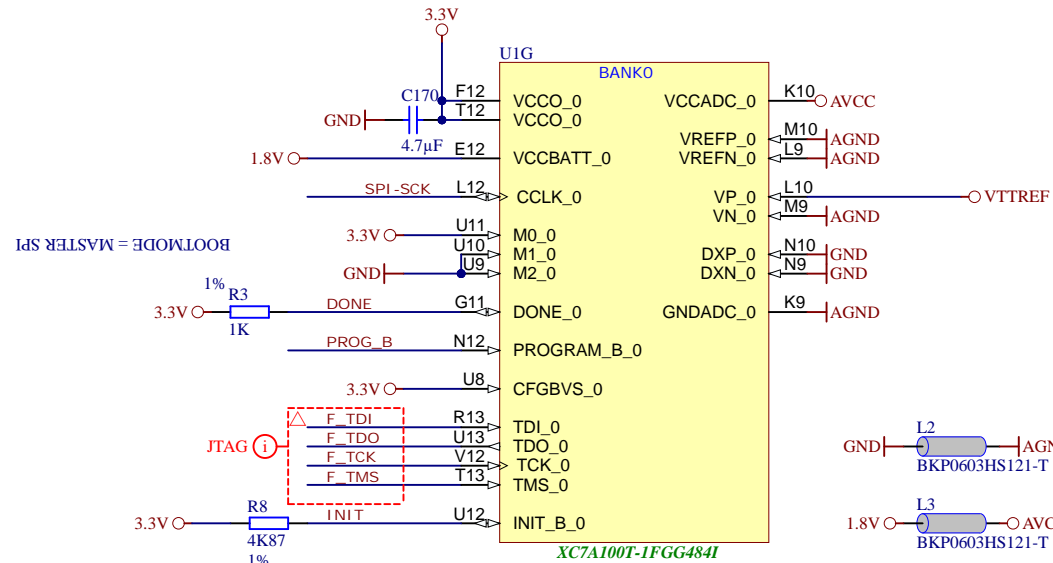 3.3V
U1G
BANK0
F12 VCCO_0
T12 VCCO_0
C170
GND
4.7µF
1.8V E12 VCCBATT_0
SPI-SCK L12 CCLK_0
BOOTMODE = MASTER SPI
3.3V U11 M0_0
U10 M1_0
GND U9 M2_0
1%
R3
3.3V DONE G11 DONE_0
1K
PROG_B N12 PROGRAM_B_0
3.3V U8 CFGBVS_0
JTAG i
F_TDI R13 TDI_0
F_TDO U13 TDO_0
F_TCK V12 TCK_0
F_TMS T13 TMS_0
R8
3.3V INIT U12 INIT_B_0
4K87
1%
VCCADC_0 K10 AVCC
VREFP_0 M10 AGND
VREFN_0 L9 AGND
VP_0 L10 VTTREF
VN_0 M9 AGND
DXP_0 N10 GND
DXN_0 N9 GND
GNDADC_0 K9 AGND
XC7A100T-1FGG484I
L2
GND AGN
BKP0603HS121-T
L3
1.8V AVC
BKP0603HS121-T